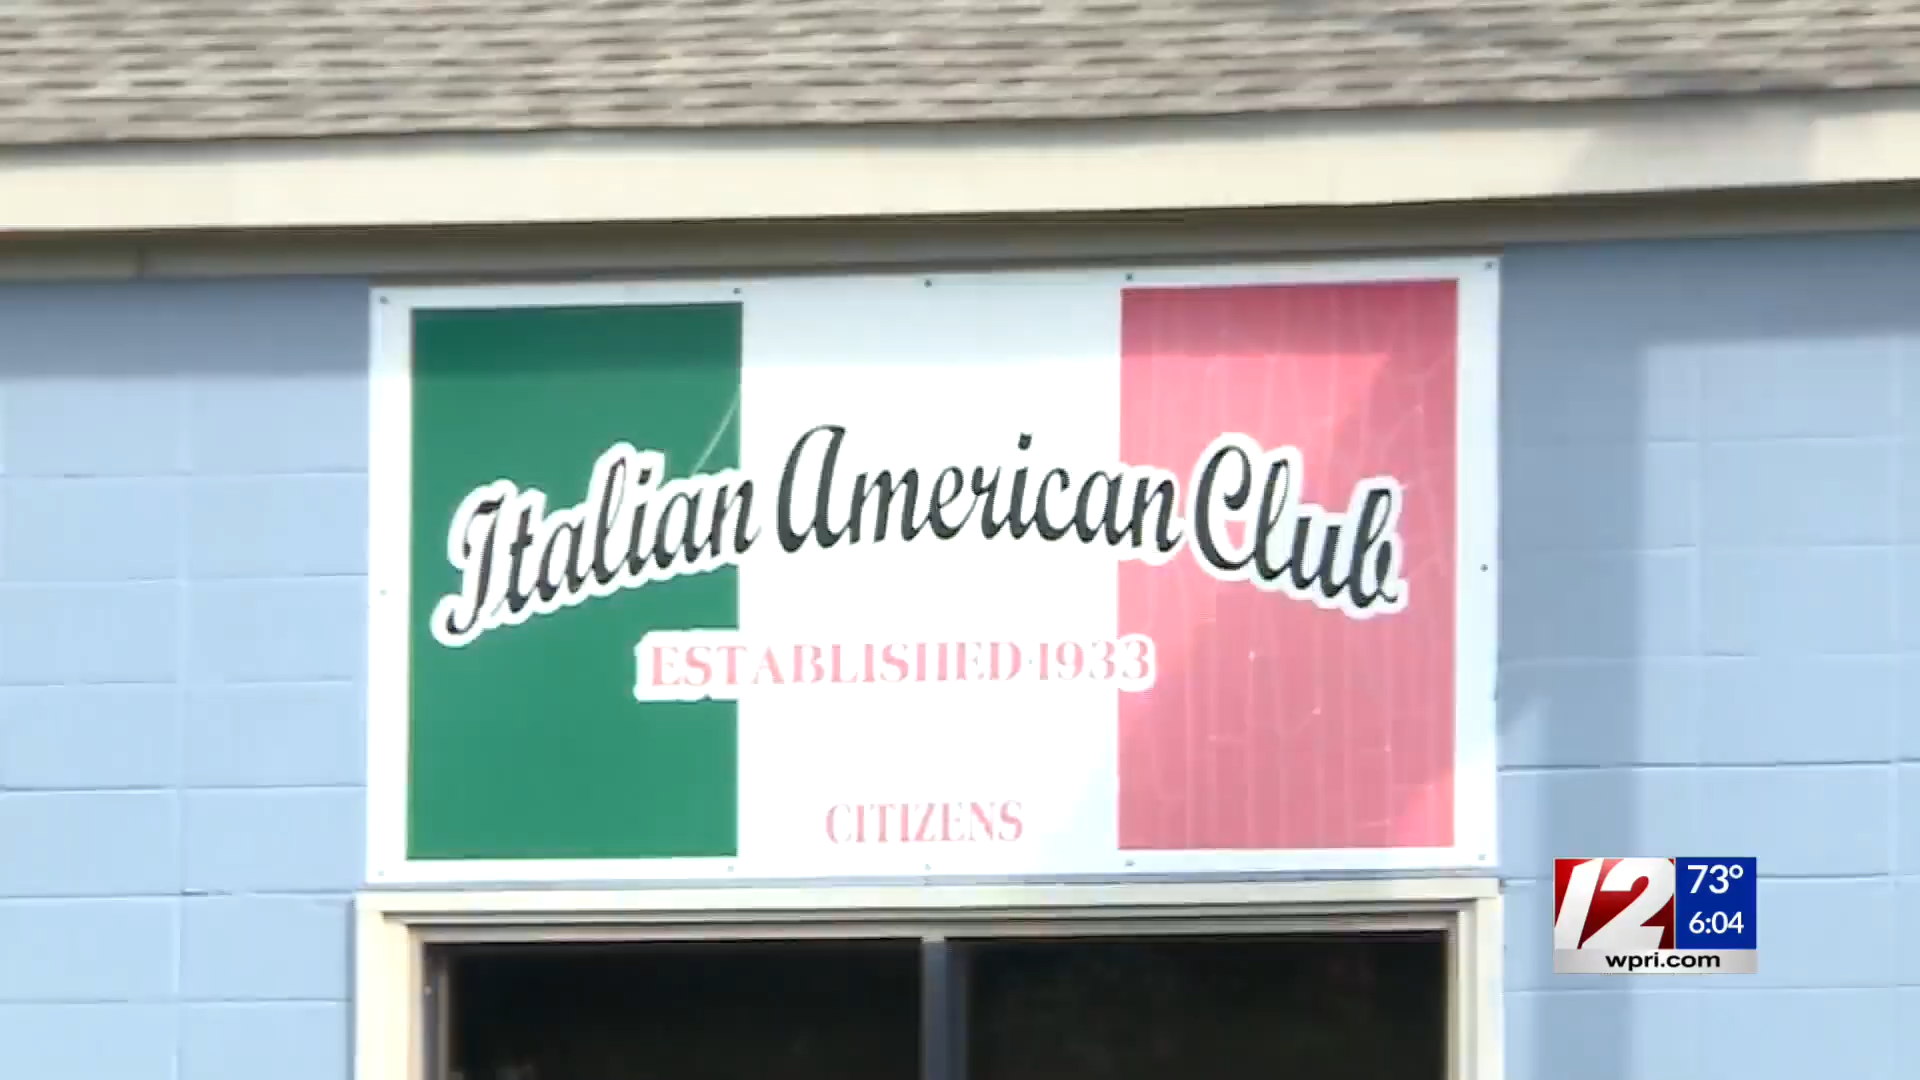 Italian American Club
ESTABLISHED 1933
CITIZENS
12
73°
6:04
wpri.com